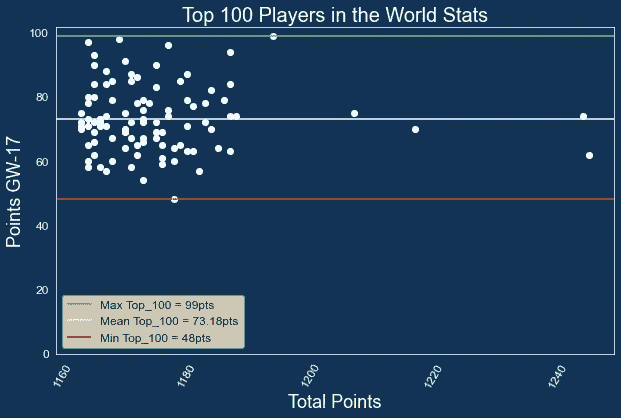 Top 100 Players in the World Stats
Points GW-17
100
80
60
40
20
0
Max Top_100 = 99pts
Mean Top_100 = 73.18pts
Min Top_100 = 48pts
1160
1180
1200
1220
1240
Total Points